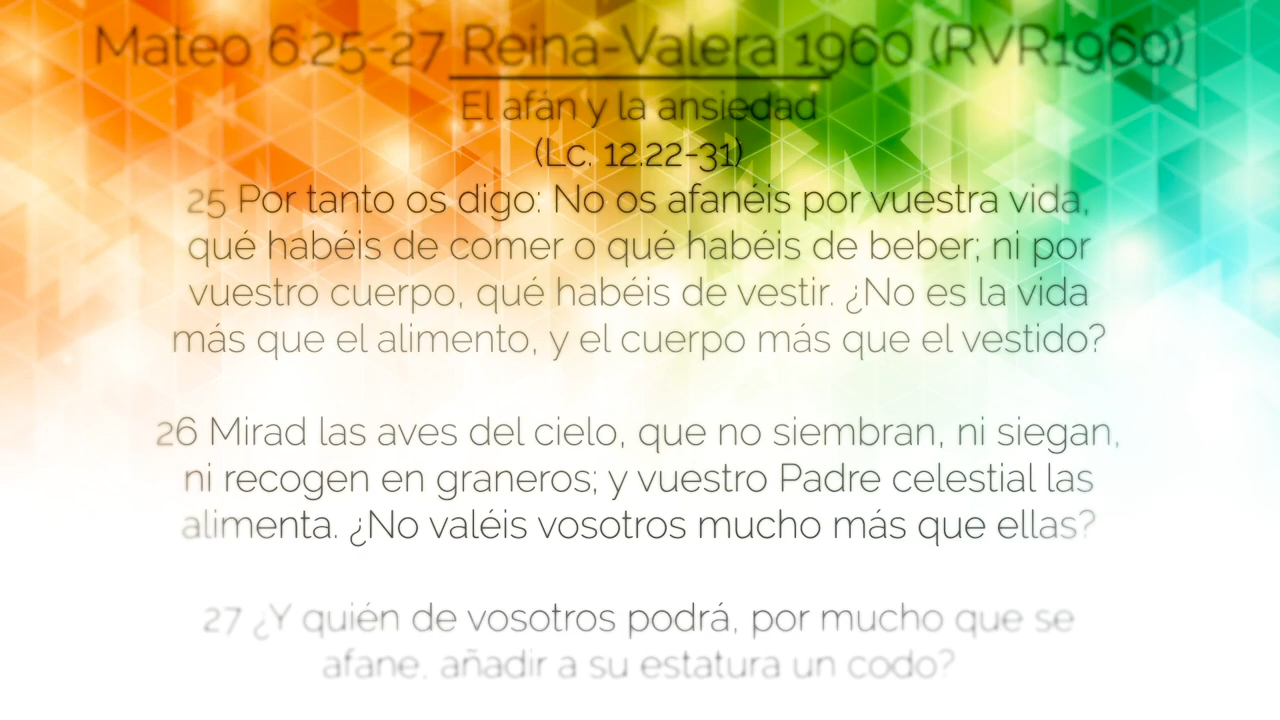 Mateo 6:25-27 Reina-Valera 1960 (RVR1960)
El afán y la ansiedad
(Lc. 12.22-31)
25 Por tanto os digo: No os afanéis por vuestra vida,
qué habéis de comer o qué habéis de beber; ni por
vuestro cuerpo, qué habéis de vestir. ¿No es la vida
más que el alimento, y el cuerpo más que el vestido?
26 Mirad las aves del cielo, que no siembran, ni siegan,
ni recogen en graneros; y vuestro Padre celestial las
alimenta. ¿No valéis vosotros mucho más que ellas?
27 ¿Y quién de vosotros podrá, por mucho que se
afane, añadir a su estatura un codo?